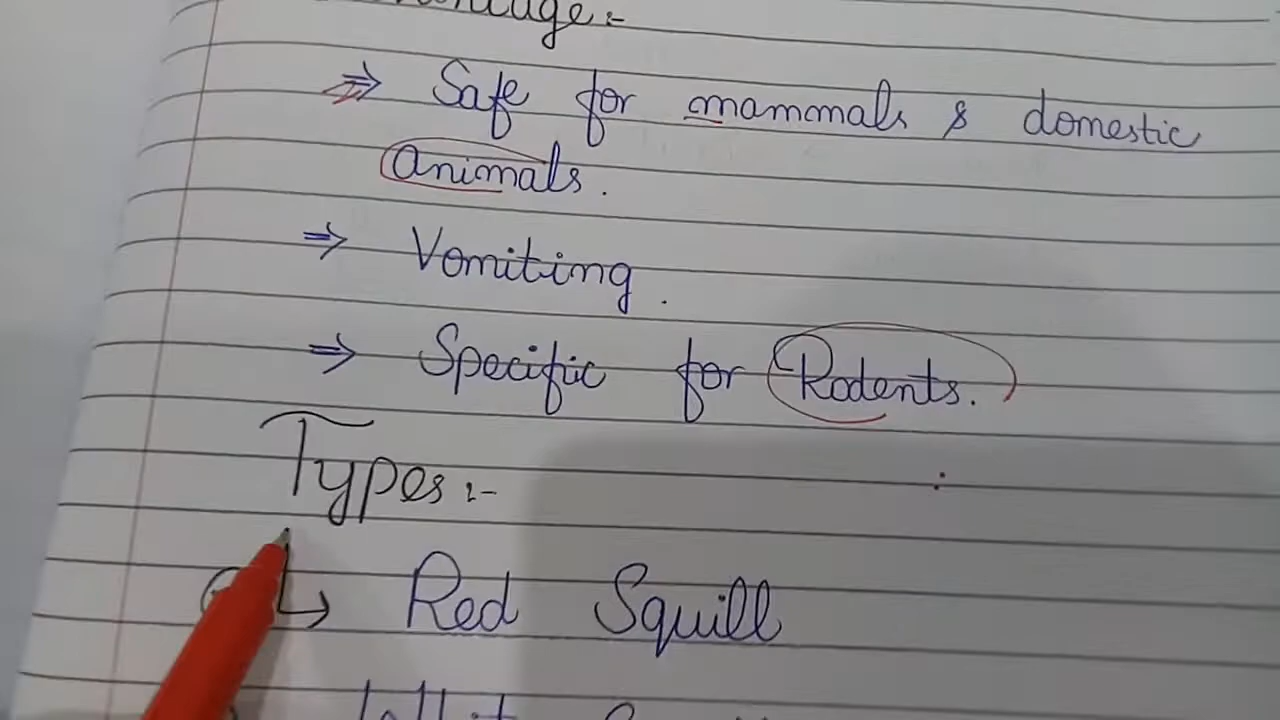 ⇒ Safe for mammals & domestic
animals.
⇒ Vomiting.
⇒ Specific for Rodents.
Types :-
↳ Red Squill